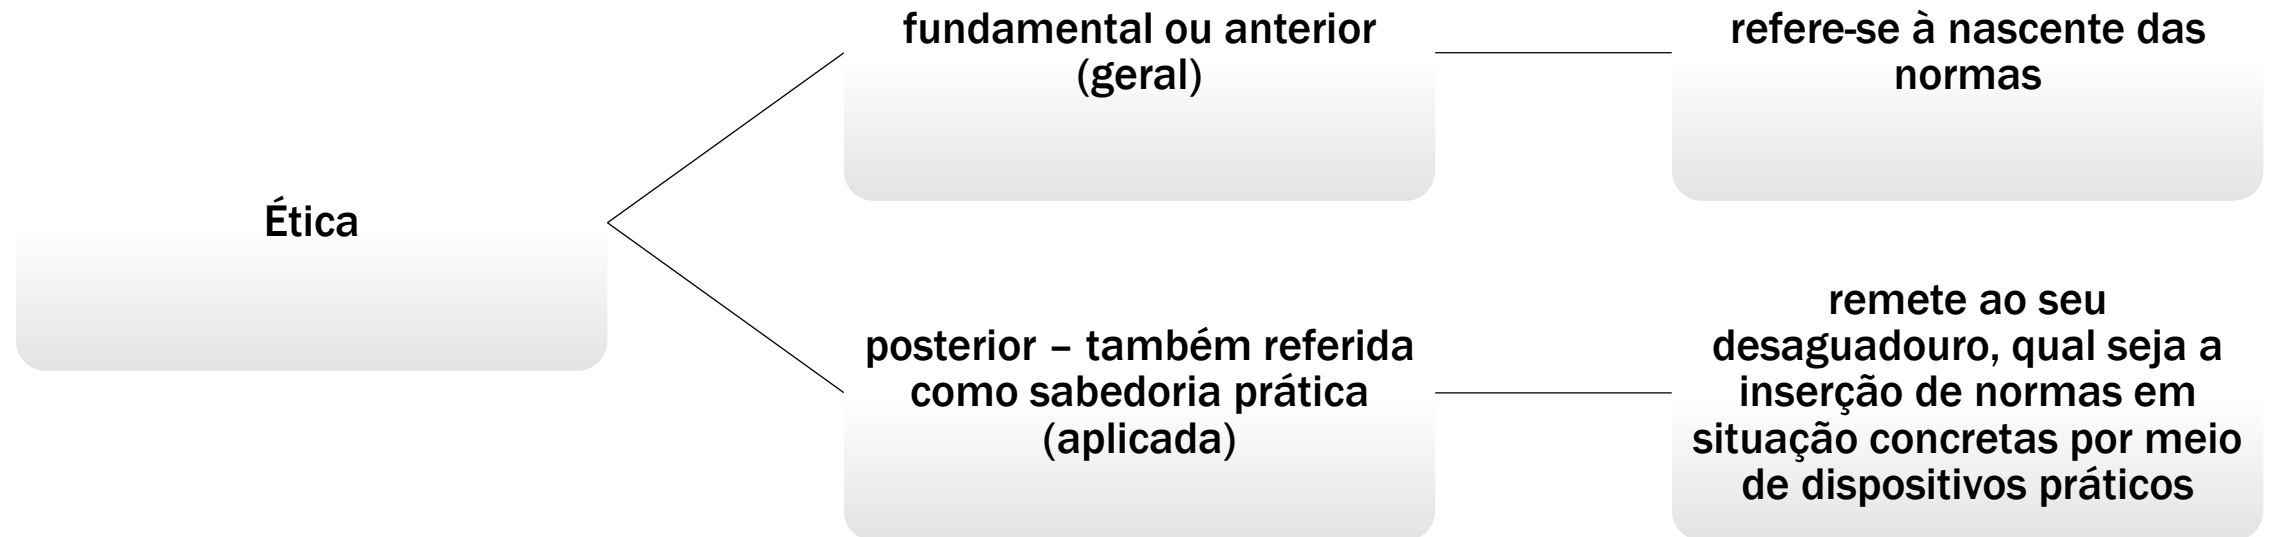 Ética
fundamental ou anterior
(geral)
refere-se à nascente das
normas
posterior – também referida
como sabedoria prática
(aplicada)
remete ao seu
desaguadouro, qual seja a
inserção de normas em
situação concretas por meio
de dispositivos práticos